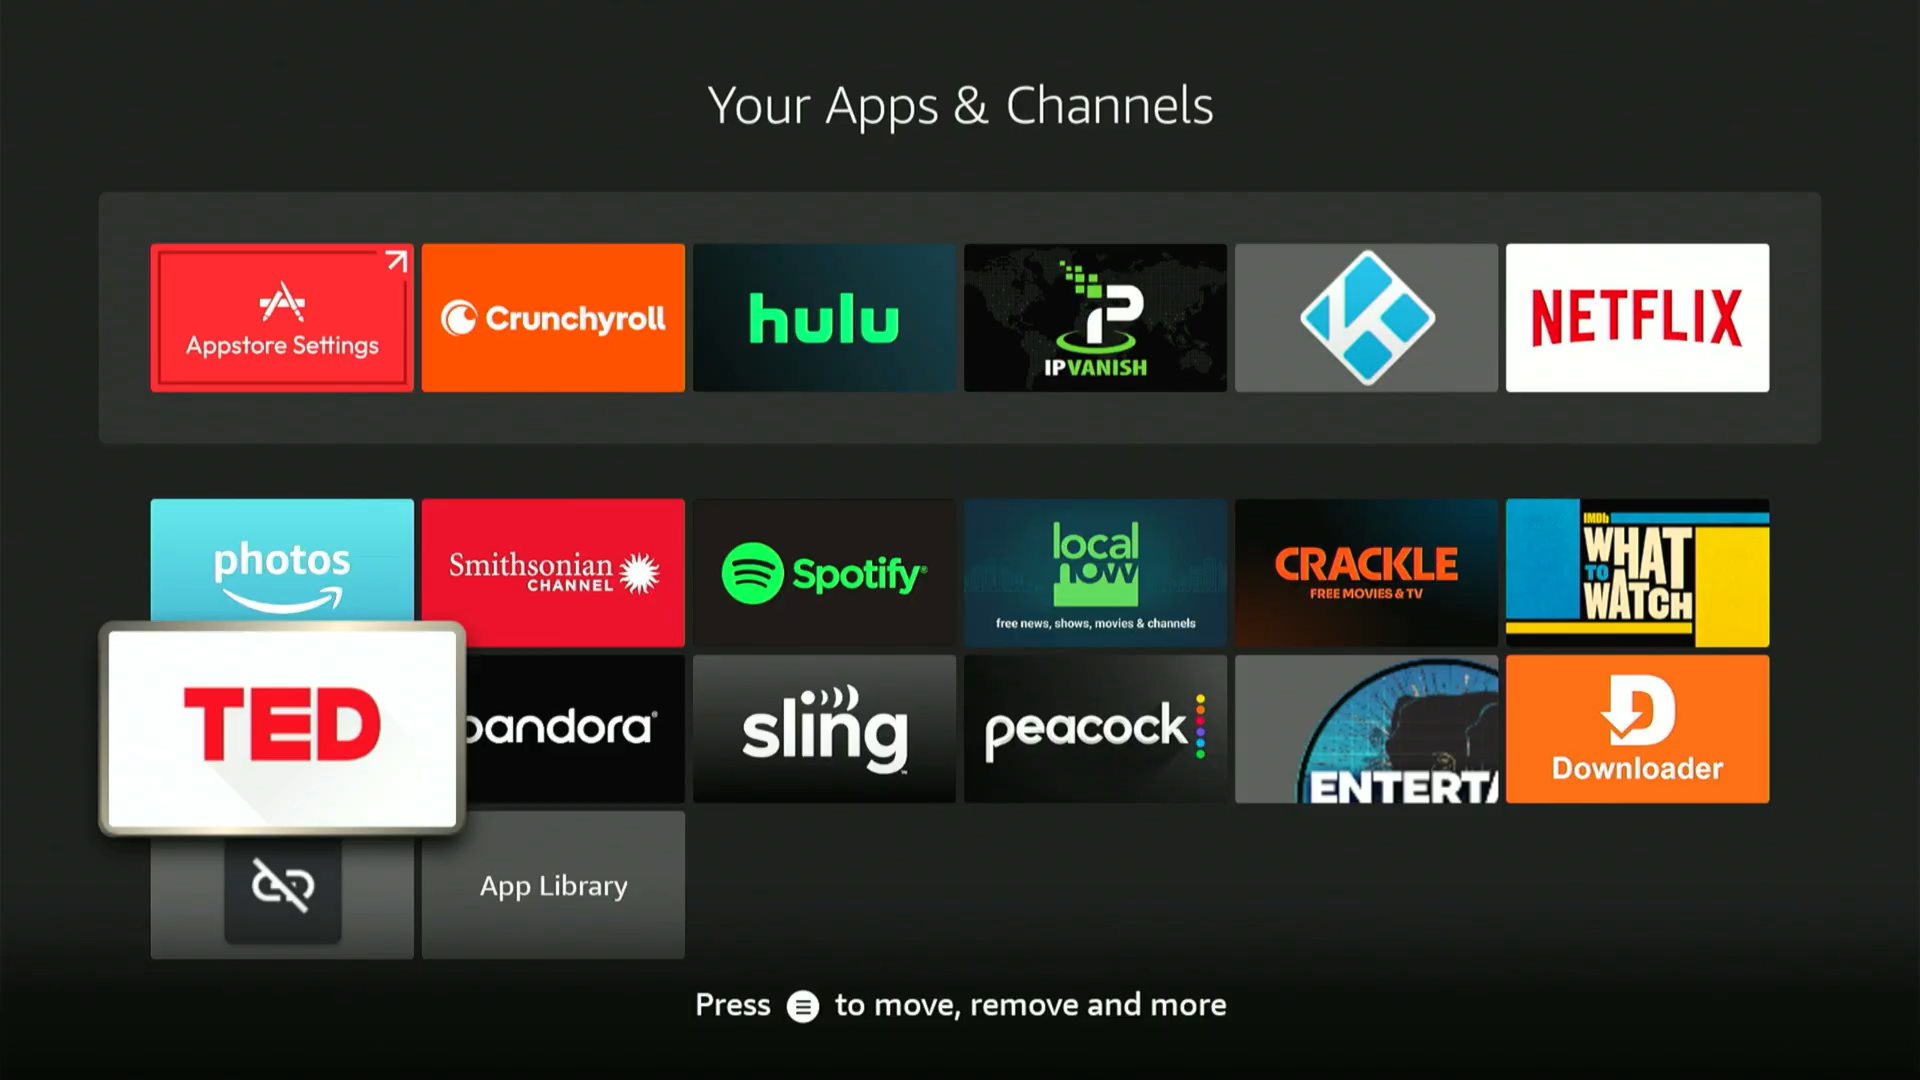 Your Apps & Channels
Appstore Settings
Crunchyroll
hulu
IPVANISH
NETFLIX
photos
Smithsonian
CHANNEL
Spotify
local
now
free news, shows, movies & channels
CRACKLE
FREE MOVIES & TV
IMDb
WHAT
TO
WATCH
TED
pandora
sling
peacock
ENTERTA
Downloader
App Library
Press to move, remove and more